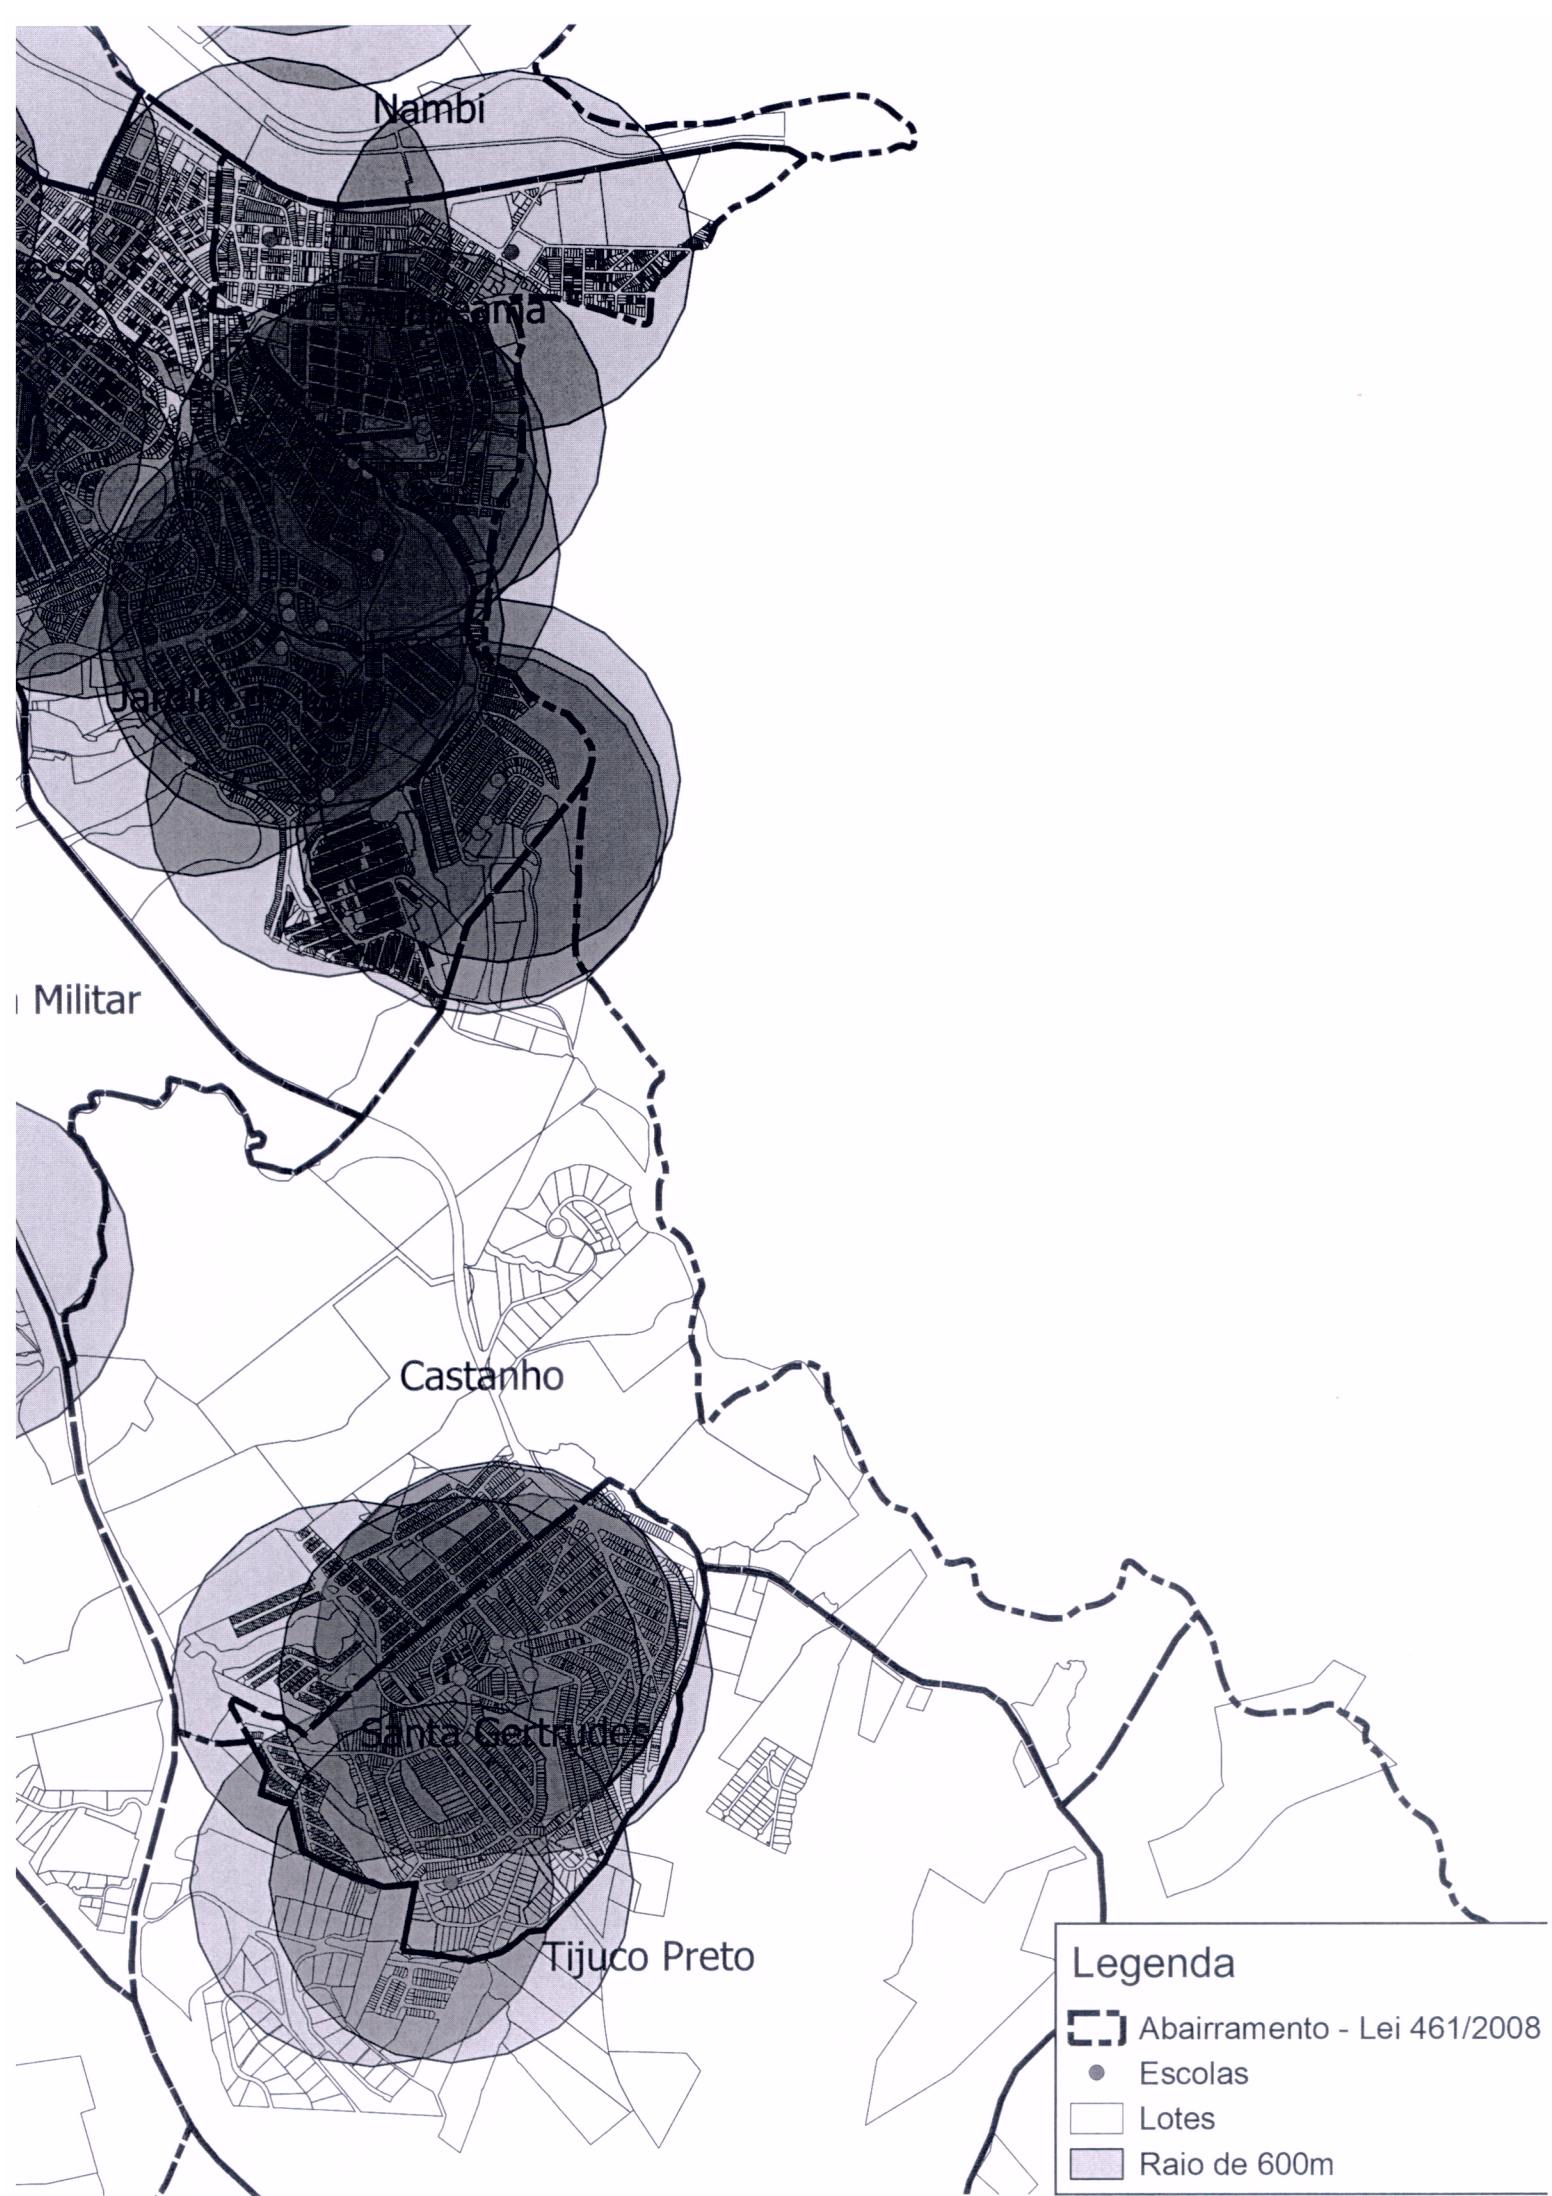 Nambi
Militar
Castanho
Santa Gertrudes
Tijuco Preto
Legenda
Abairramento - Lei 461/2008
Escolas
Lotes
Raio de 600m